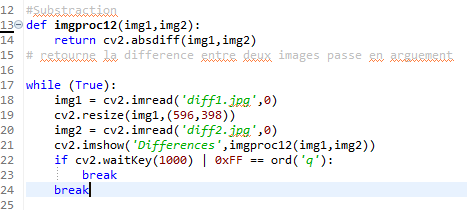 12 #Substraction
13 def imgproc12(img1,img2):
14     return cv2.absdiff(img1,img2)
15 # retourne la difference entre deux images passe en arguement
16
17 while (True):
18     img1 = cv2.imread('diff1.jpg',0)
19     cv2.resize(img1,(596,398))
20     img2 = cv2.imread('diff2.jpg',0)
21     cv2.imshow('Differences',imgproc12(img1,img2))
22     if cv2.waitKey(1000) | 0xFF == ord('q'):
23         break
24     break